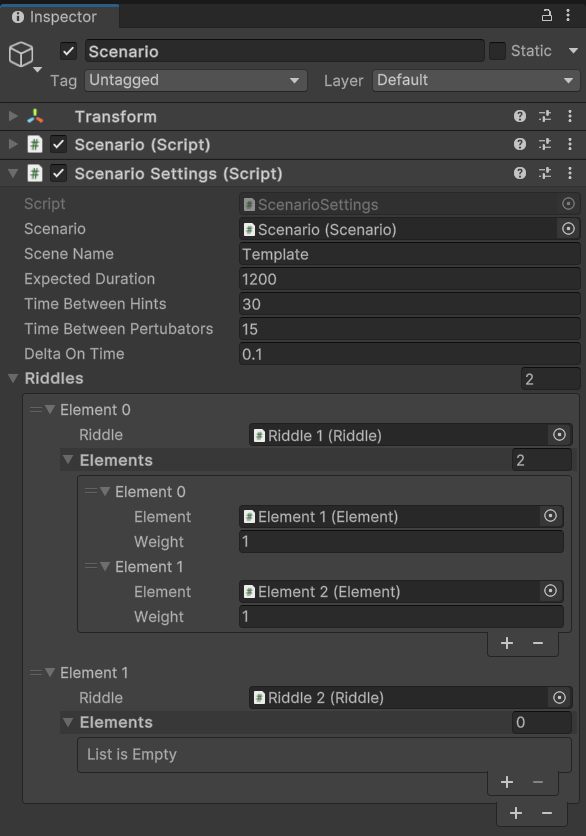 Inspector
Scenario Static
Tag Untagged Layer Default
Transform
# Scenario (Script)
# Scenario Settings (Script)
Script # ScenarioSettings
Scenario # Scenario (Scenario)
Scene Name Template
Expected Duration 1200
Time Between Hints 30
Time Between Pertubators 15
Delta On Time 0.1
Riddles 2
Element 0
Riddle # Riddle 1 (Riddle)
Elements 2
Element 0
Element # Element 1 (Element)
Weight 1
Element 1
Element # Element 2 (Element)
Weight 1
+ −
Element 1
Riddle # Riddle 2 (Riddle)
Elements 0
List is Empty
+ −
+ −